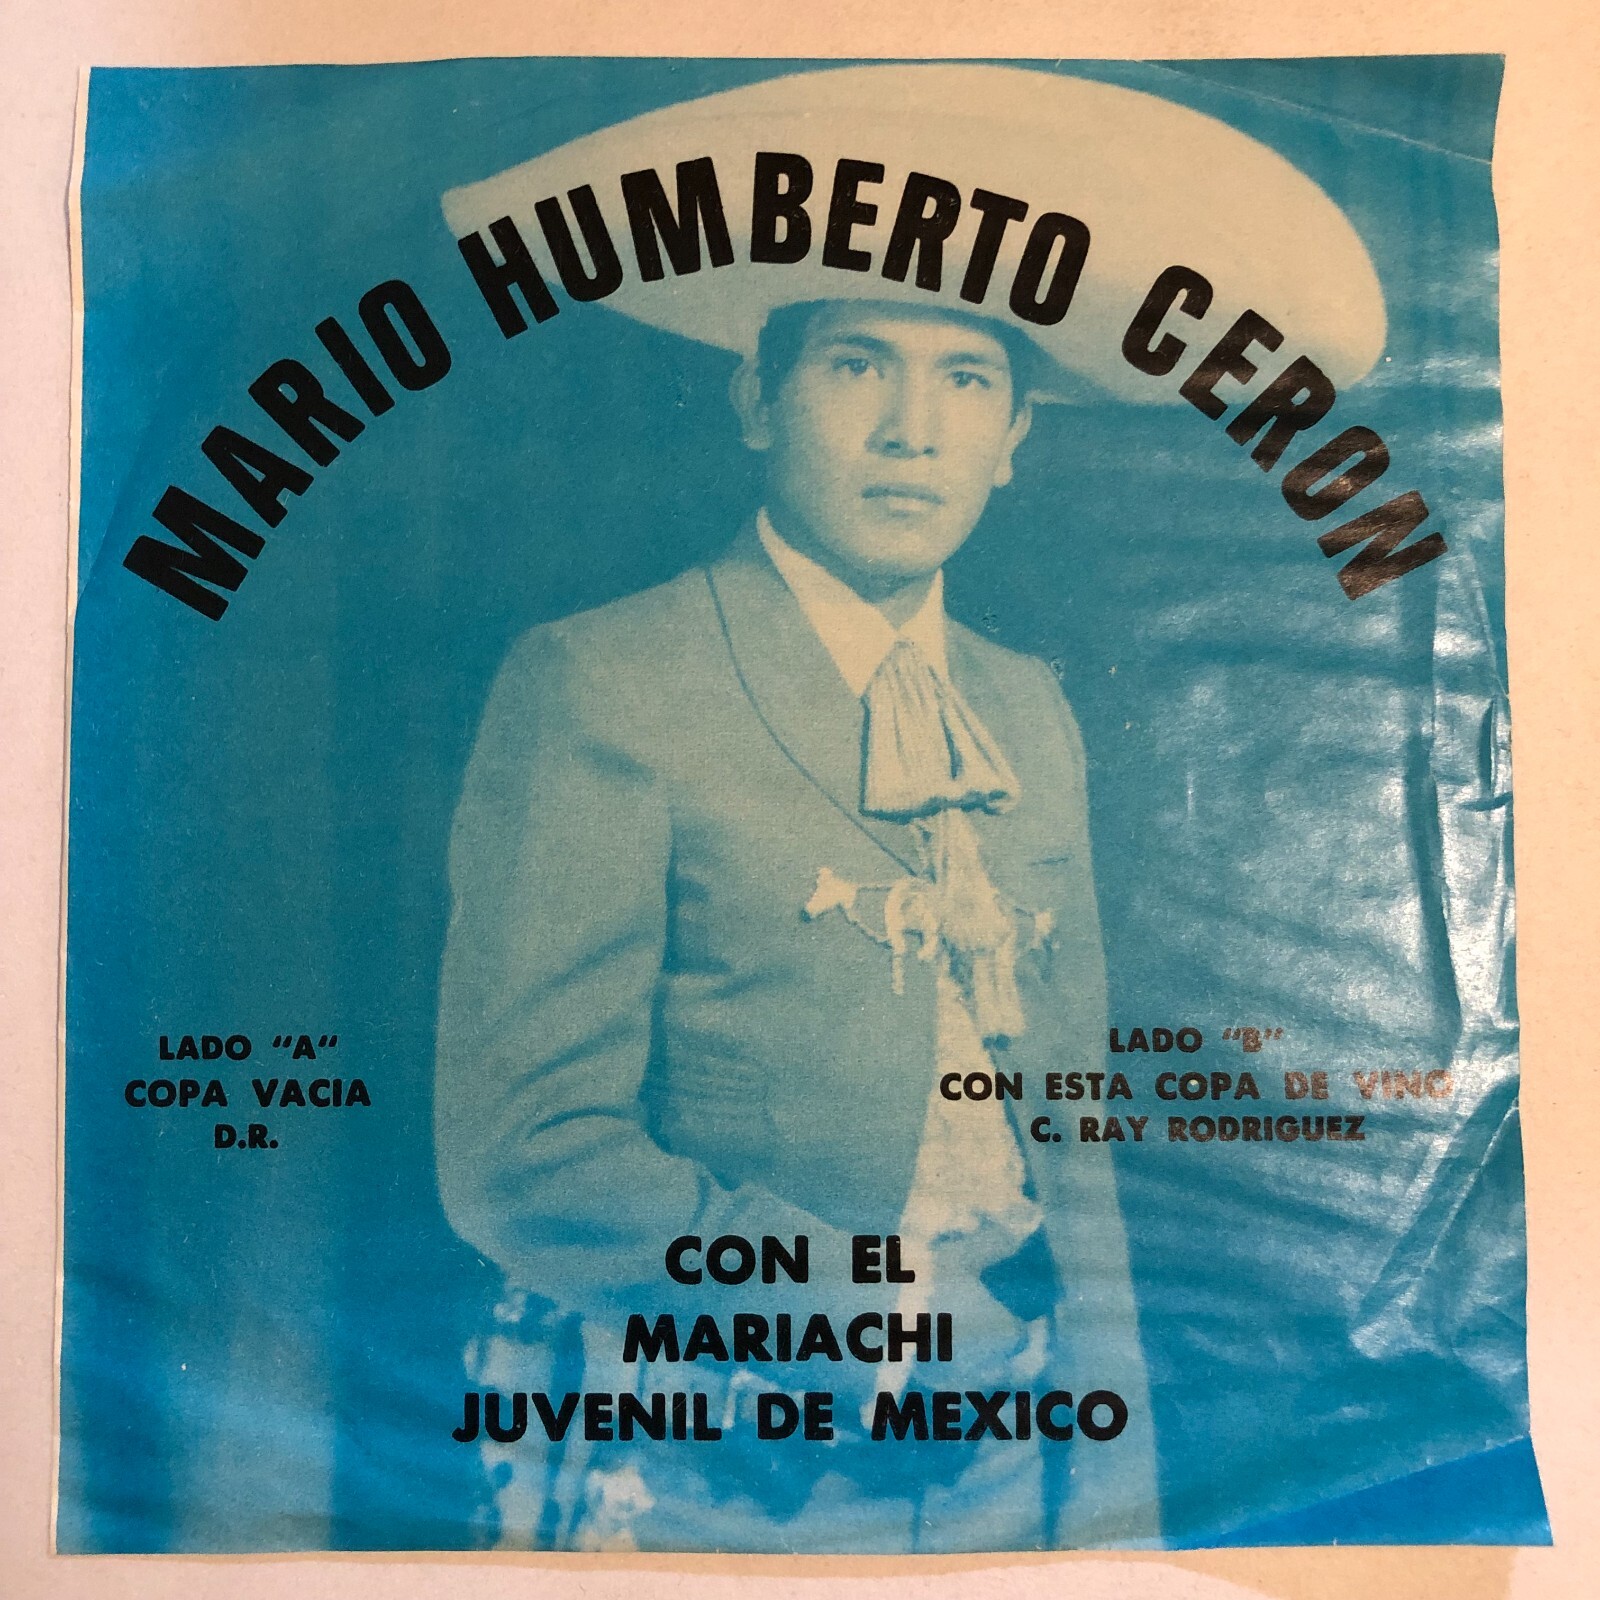 MARIO HUMBERTO CERON
LADO "A"
COPA VACIA
D.R.
LADO "B"
CON ESTA COPA DE VINO
C. RAY RODRIGUEZ
CON EL
MARIACHI
JUVENIL DE MEXICO